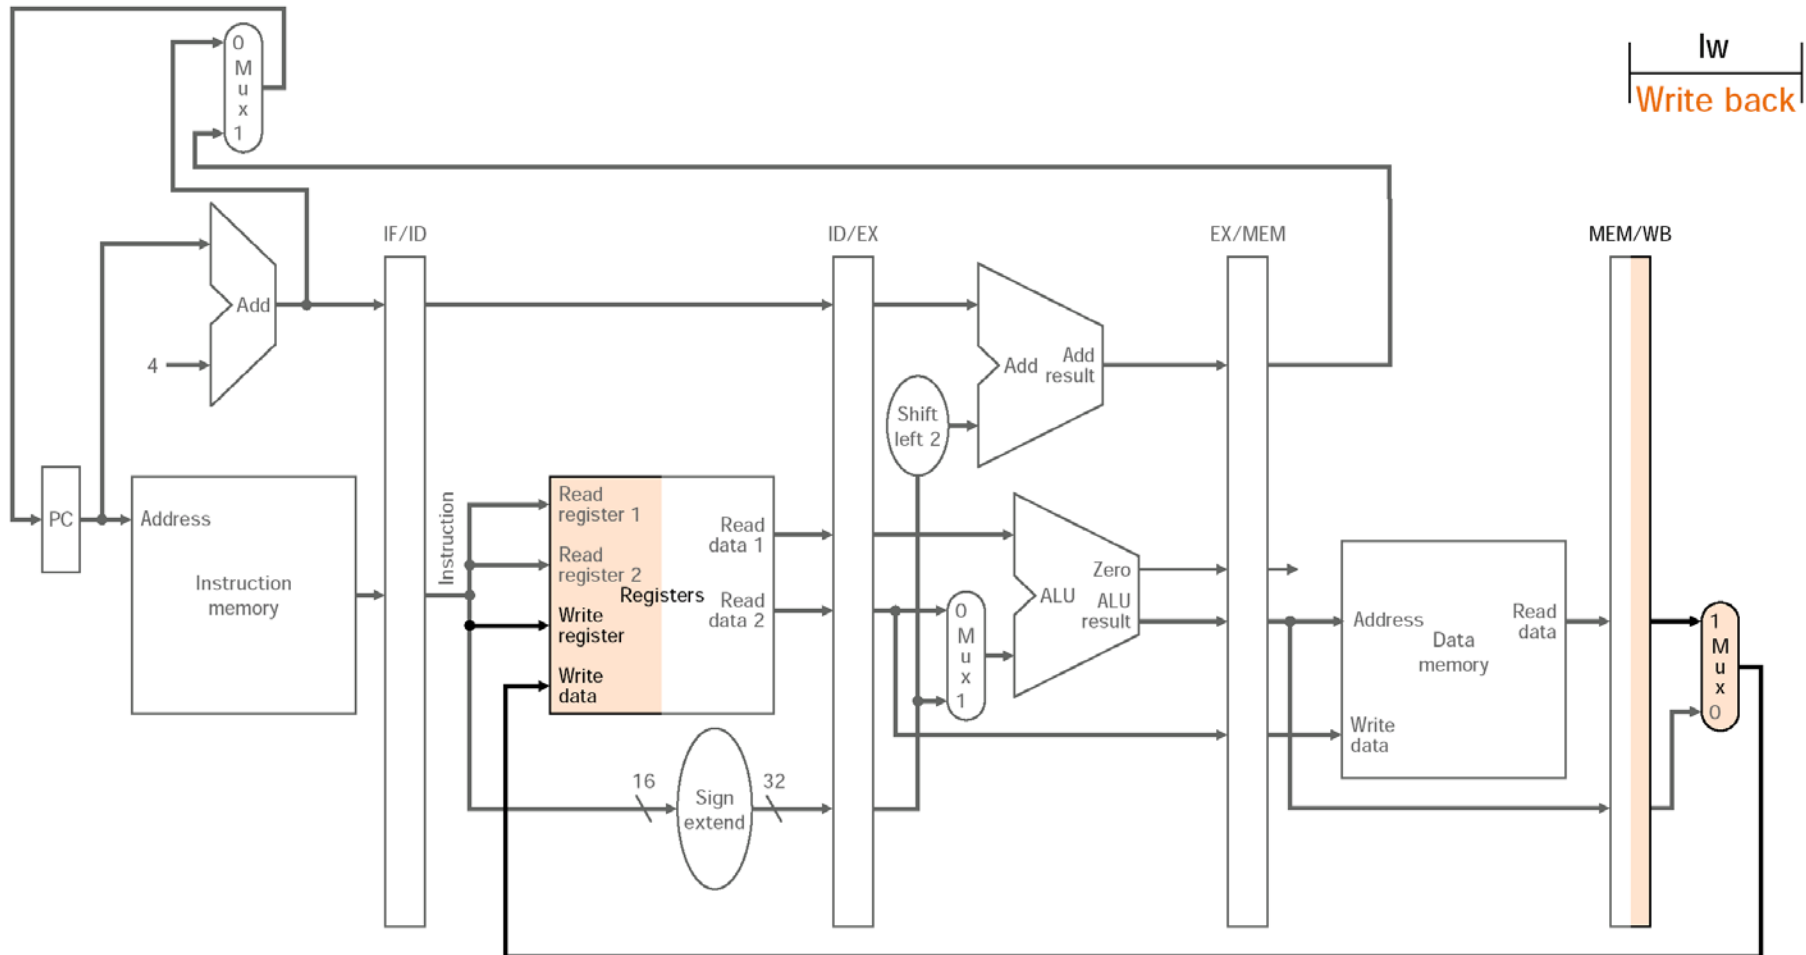 0
M
u
x
1
lw
Write back
IF/ID
ID/EX
EX/MEM
MEM/WB
Add
4
Add
Add
result
Shift
left 2
PC
Address
Instruction
memory
Instruction
Read
register 1
Read
register 2
Registers
Write
register
Write
data
Read
data 1
Read
data 2
0
M
u
x
1
ALU
Zero
ALU
result
Address
Read
data
Data
memory
Write
data
1
M
u
x
0
16
Sign
extend
32